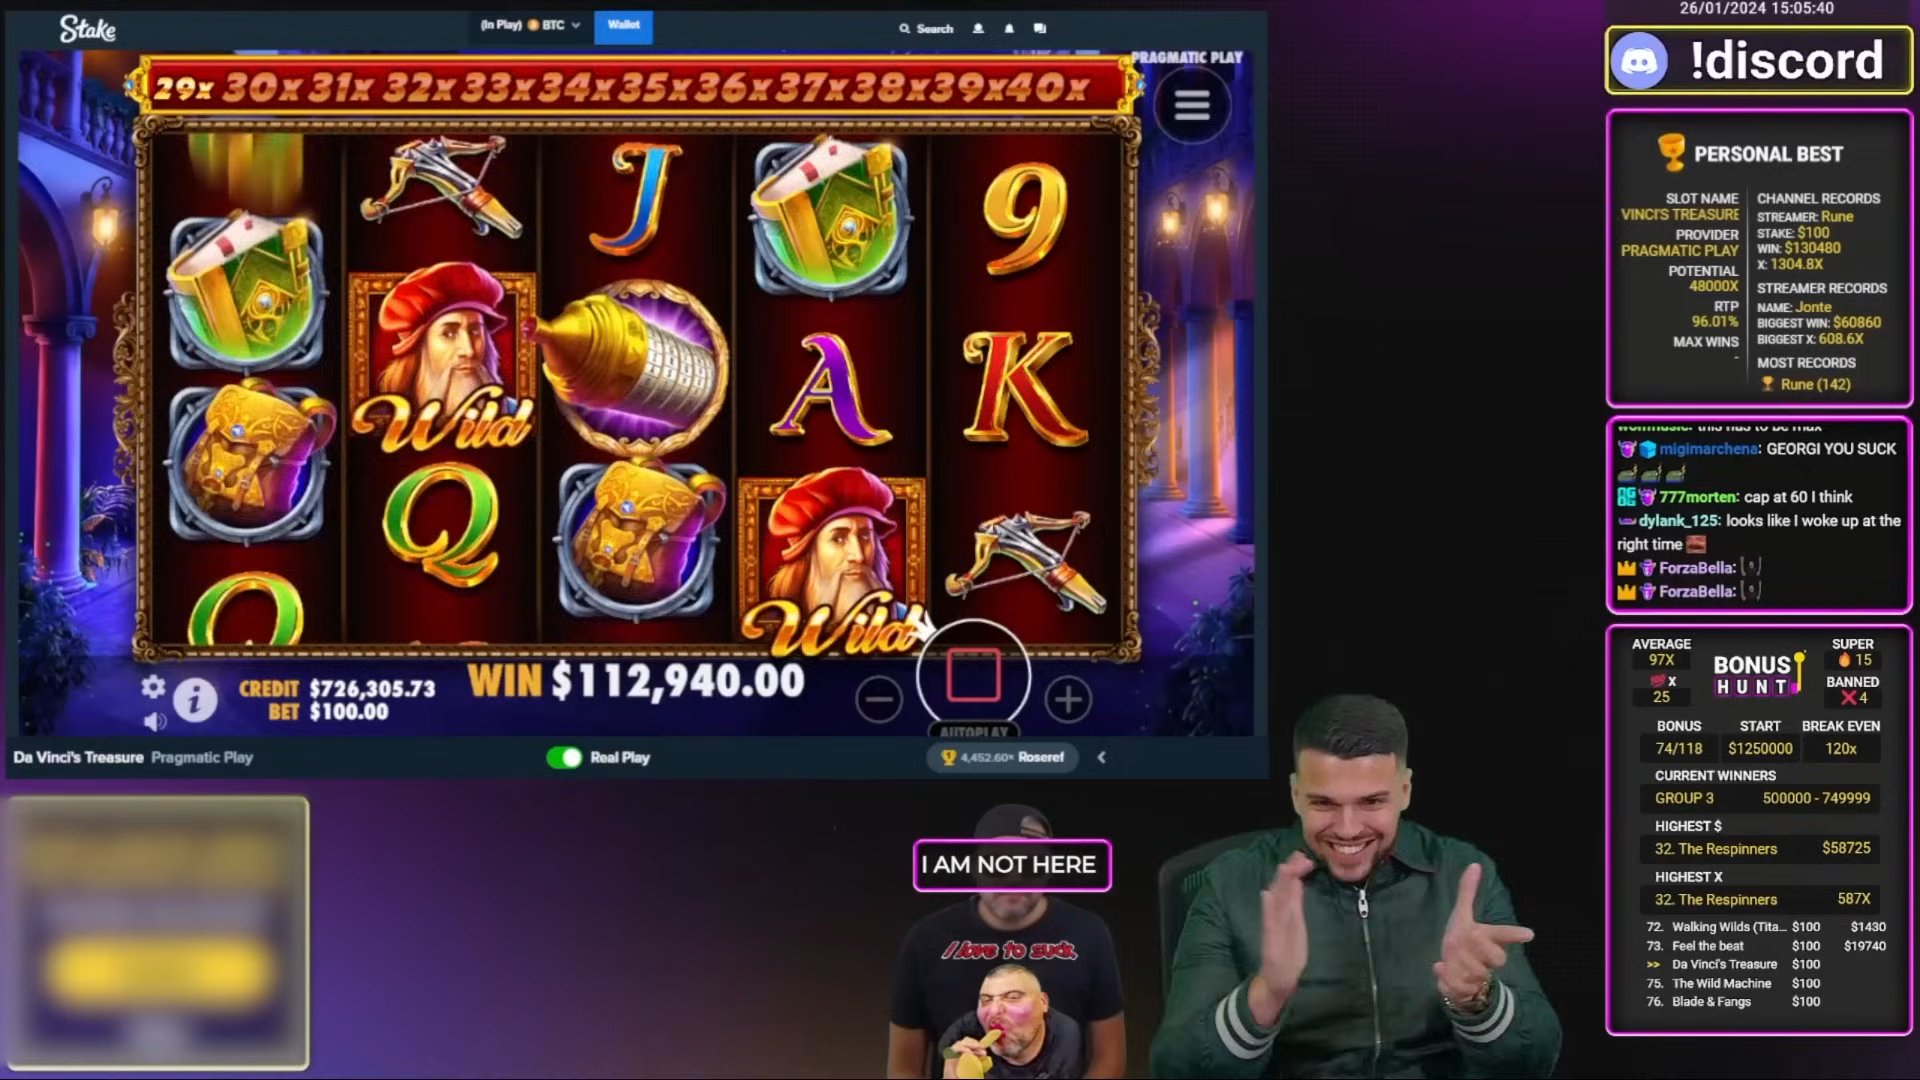 26/01/2024 15:05:40
Stake
(In Play) BTC
Wallet
Search
PRAGMATIC PLAY
29x 30x 31x 32x 33x 34x 35x 36x 37x 38x 39x 40x
J
9
Wild
A
K
Q
Q
Wild
CREDIT $726,305.73
BET $100.00
WIN $112,940.00
AUTOPLAY
Da Vinci's Treasure Pragmatic Play
Real Play
4,452.60× Roseref
I AM NOT HERE
I love to suck
!discord
PERSONAL BEST
SLOT NAME
VINCI'S TREASURE
PROVIDER
PRAGMATIC PLAY
POTENTIAL
48000X
RTP
96.01%
MAX WINS
-
CHANNEL RECORDS
STREAMER: Rune
STAKE: $100
WIN: $130480
X: 1304.8X
STREAMER RECORDS
NAME: Jonte
BIGGEST WIN: $60860
BIGGEST X: 608.6X
MOST RECORDS
Rune (142)
this has to be max
migimarchena: GEORGI YOU SUCK
777morten: cap at 60 I think
dylank_125: looks like I woke up at the
right time
ForzaBella:
ForzaBella:
AVERAGE
97X
X
25
BONUS
HUNT
SUPER
15
BANNED
4
BONUS START BREAK EVEN
74/118 $1250000 120x
CURRENT WINNERS
GROUP 3 500000 - 749999
HIGHEST $
32. The Respinners $58725
HIGHEST X
32. The Respinners 587X
72. Walking Wilds (Tita... $100 $1430
73. Feel the beat $100 $19740
>> Da Vinci's Treasure $100
75. The Wild Machine $100
76. Blade & Fangs $100